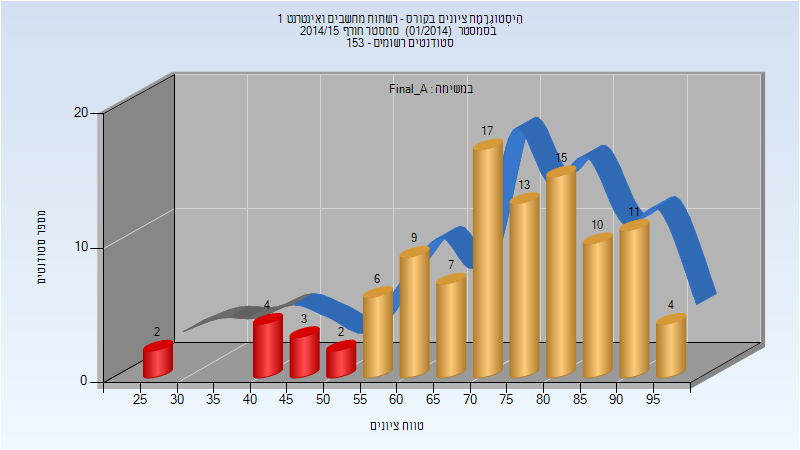 היסטוגרמת ציונים בקורס - רשתות מחשבים ואינטרנט 1
בסמסטר (01/2014) סמסטר חורף 2014/15
סטודנטים רשומים - 153
במשימה : Final_A
מספר סטודנטים
20
10
0
2
4
3
2
6
9
7
17
13
15
10
11
4
25 30 35 40 45 50 55 60 65 70 75 80 85 90 95
טווח ציונים